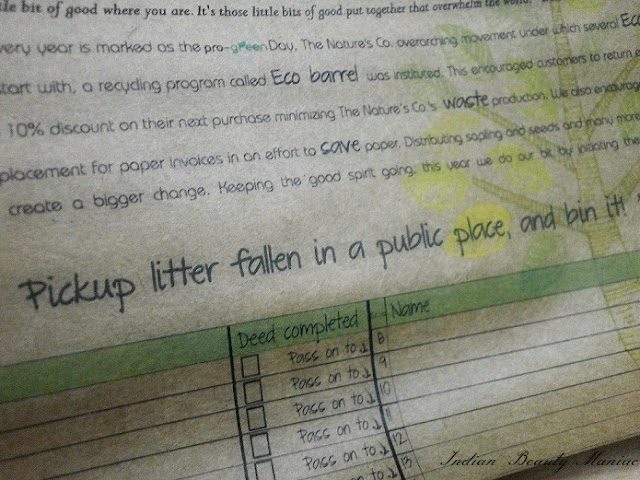 le bit of good where you are. It's those little bits of good put together that overwhelm the world.
very year is marked as the pro-green Day, The Nature's Co. overarching movement under which several Eco
tart with, a recycling program called Eco barrel was instituted. This encouraged customers to return e
10% discount on their next purchase minimizing The Nature's Co.'s waste production. We also encourag
placement for paper invoices in an effort to save paper. Distributing sapling and seeds and many more
create a bigger change. Keeping the good spirit going, this year we do our bit by initiating the
Pickup litter fallen in a public place, and bin it!
Deed completed Name
Pass on to 8
Pass on to 9
Pass on to 10
Pass on to 11
Pass on to 12
on to 13
Indian Beauty Maniac